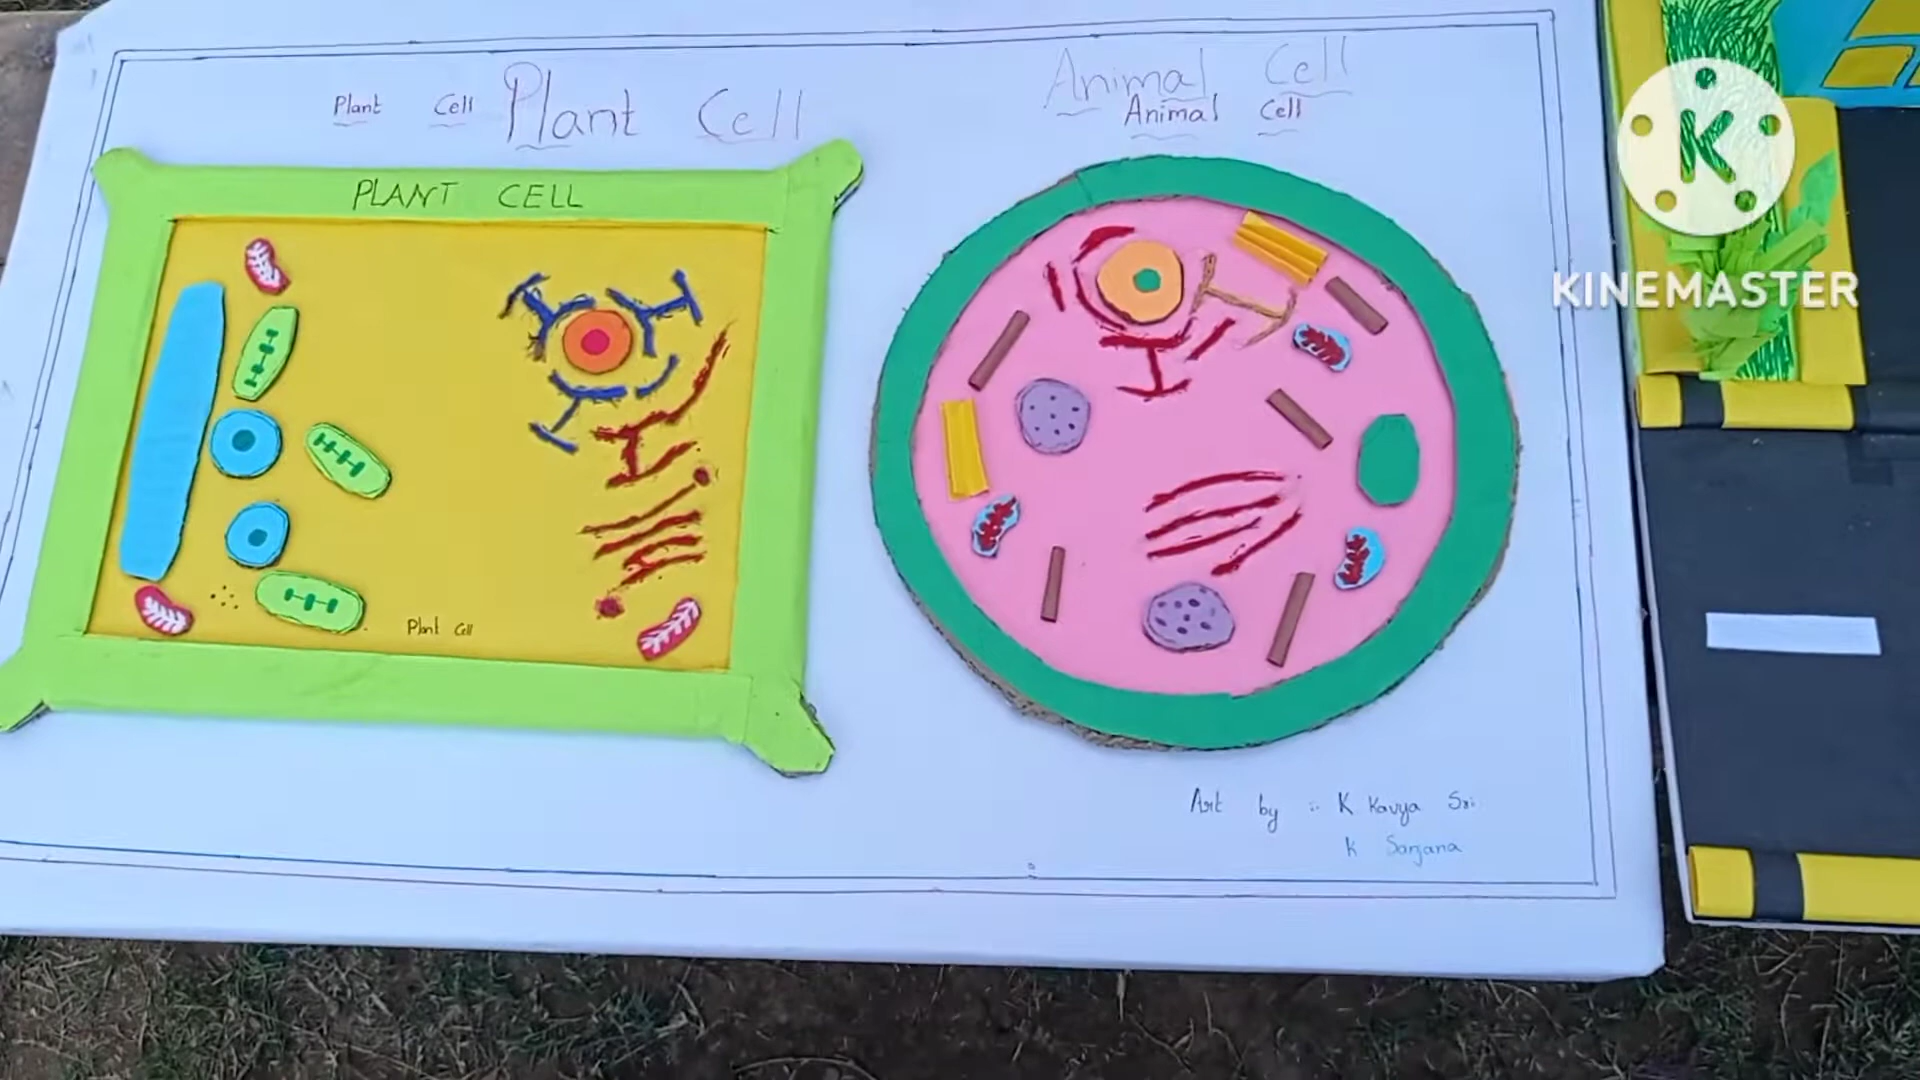 Plant Cell Plant Cell
Animal Cell
Animal Cell
PLANT CELL
Plant Cell
Art by :- K Kavya Sri
K Sanjana
K
KINEMASTER